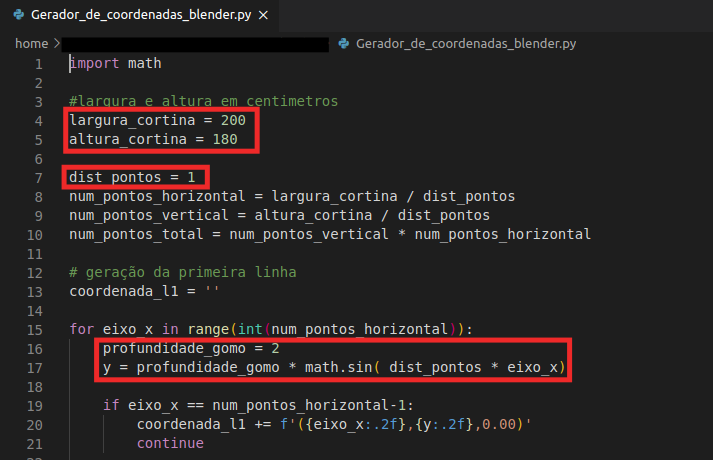 Gerador_de_coordenadas_blender.py ×
home > Gerador_de_coordenadas_blender.py
1 import math
2
3 #largura e altura em centimetros
4 largura_cortina = 200
5 altura_cortina = 180
6
7 dist_pontos = 1
8 num_pontos_horizontal = largura_cortina / dist_pontos
9 num_pontos_vertical = altura_cortina / dist_pontos
10 num_pontos_total = num_pontos_vertical * num_pontos_horizontal
11
12 # geração da primeira linha
13 coordenada_l1 = ''
14
15 for eixo_x in range(int(num_pontos_horizontal)):
16 profundidade_gomo = 2
17 y = profundidade_gomo * math.sin( dist_pontos * eixo_x)
18
19 if eixo_x == num_pontos_horizontal-1:
20 coordenada_l1 += f'({eixo_x:.2f},{y:.2f},0.00)'
21 continue